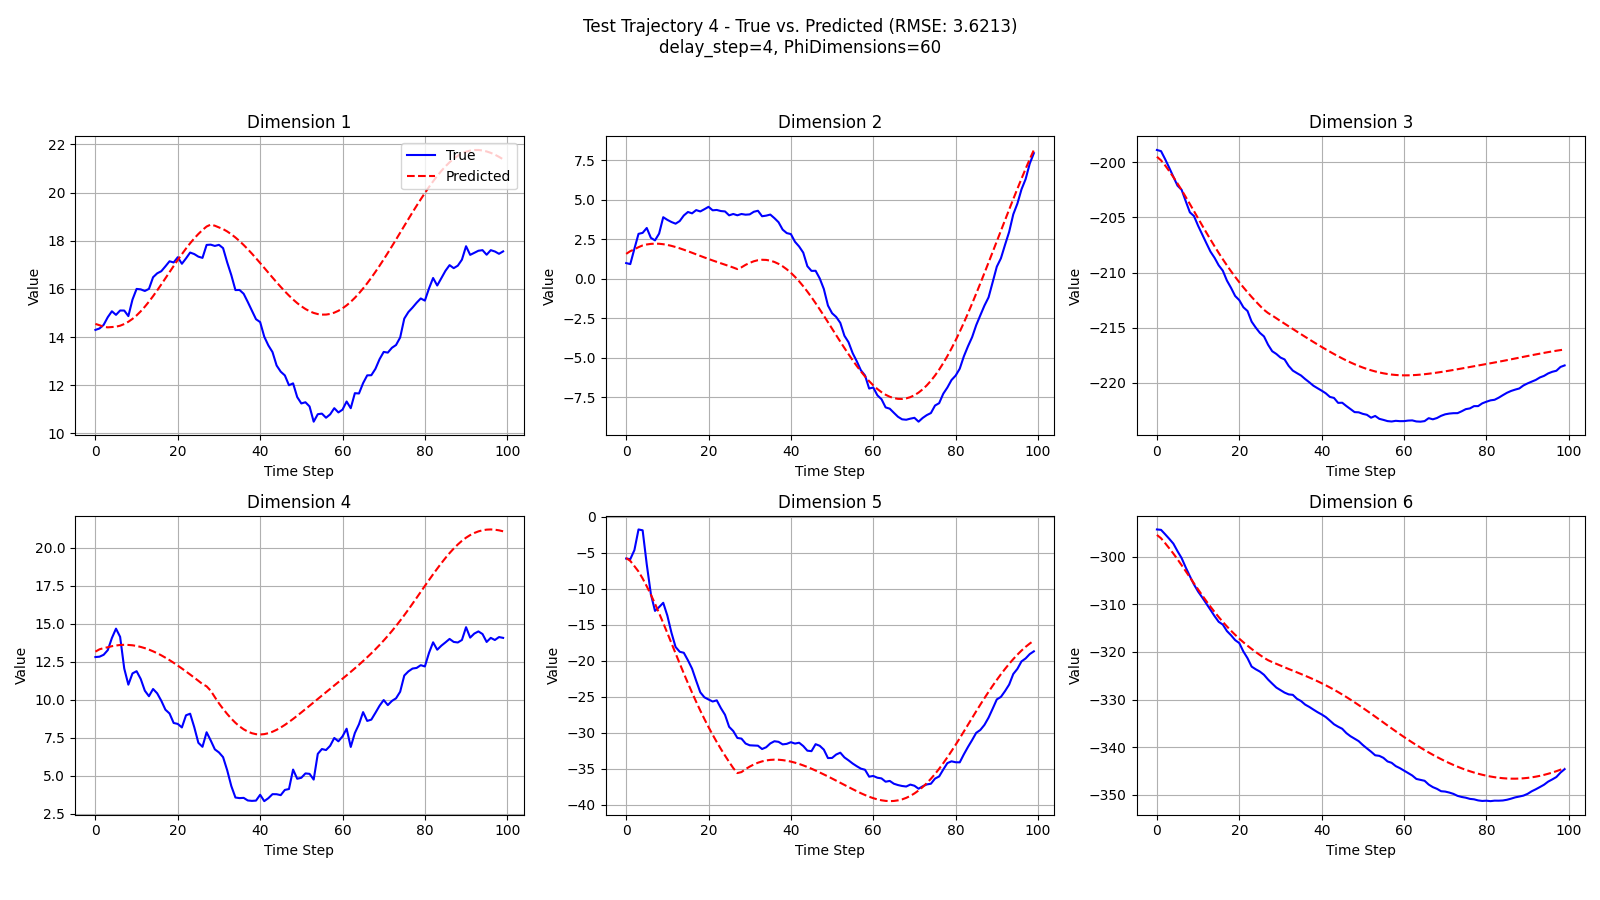 Test Trajectory 4 - True vs. Predicted (RMSE: 3.6213)
delay_step=4, PhiDimensions=60
Dimension 1
22
20
18
16
14
12
10
Value
0 20 40 60 80 100
Time Step
True
Predicted
Dimension 2
7.5
5.0
2.5
0.0
−2.5
−5.0
−7.5
Value
0 20 40 60 80 100
Time Step
Dimension 3
−200
−205
−210
−215
−220
Value
0 20 40 60 80 100
Time Step
Dimension 4
20.0
17.5
15.0
12.5
10.0
7.5
5.0
2.5
Value
0 20 40 60 80 100
Time Step
Dimension 5
0
−5
−10
−15
−20
−25
−30
−35
−40
Value
0 20 40 60 80 100
Time Step
Dimension 6
−300
−310
−320
−330
−340
−350
Value
0 20 40 60 80 100
Time Step